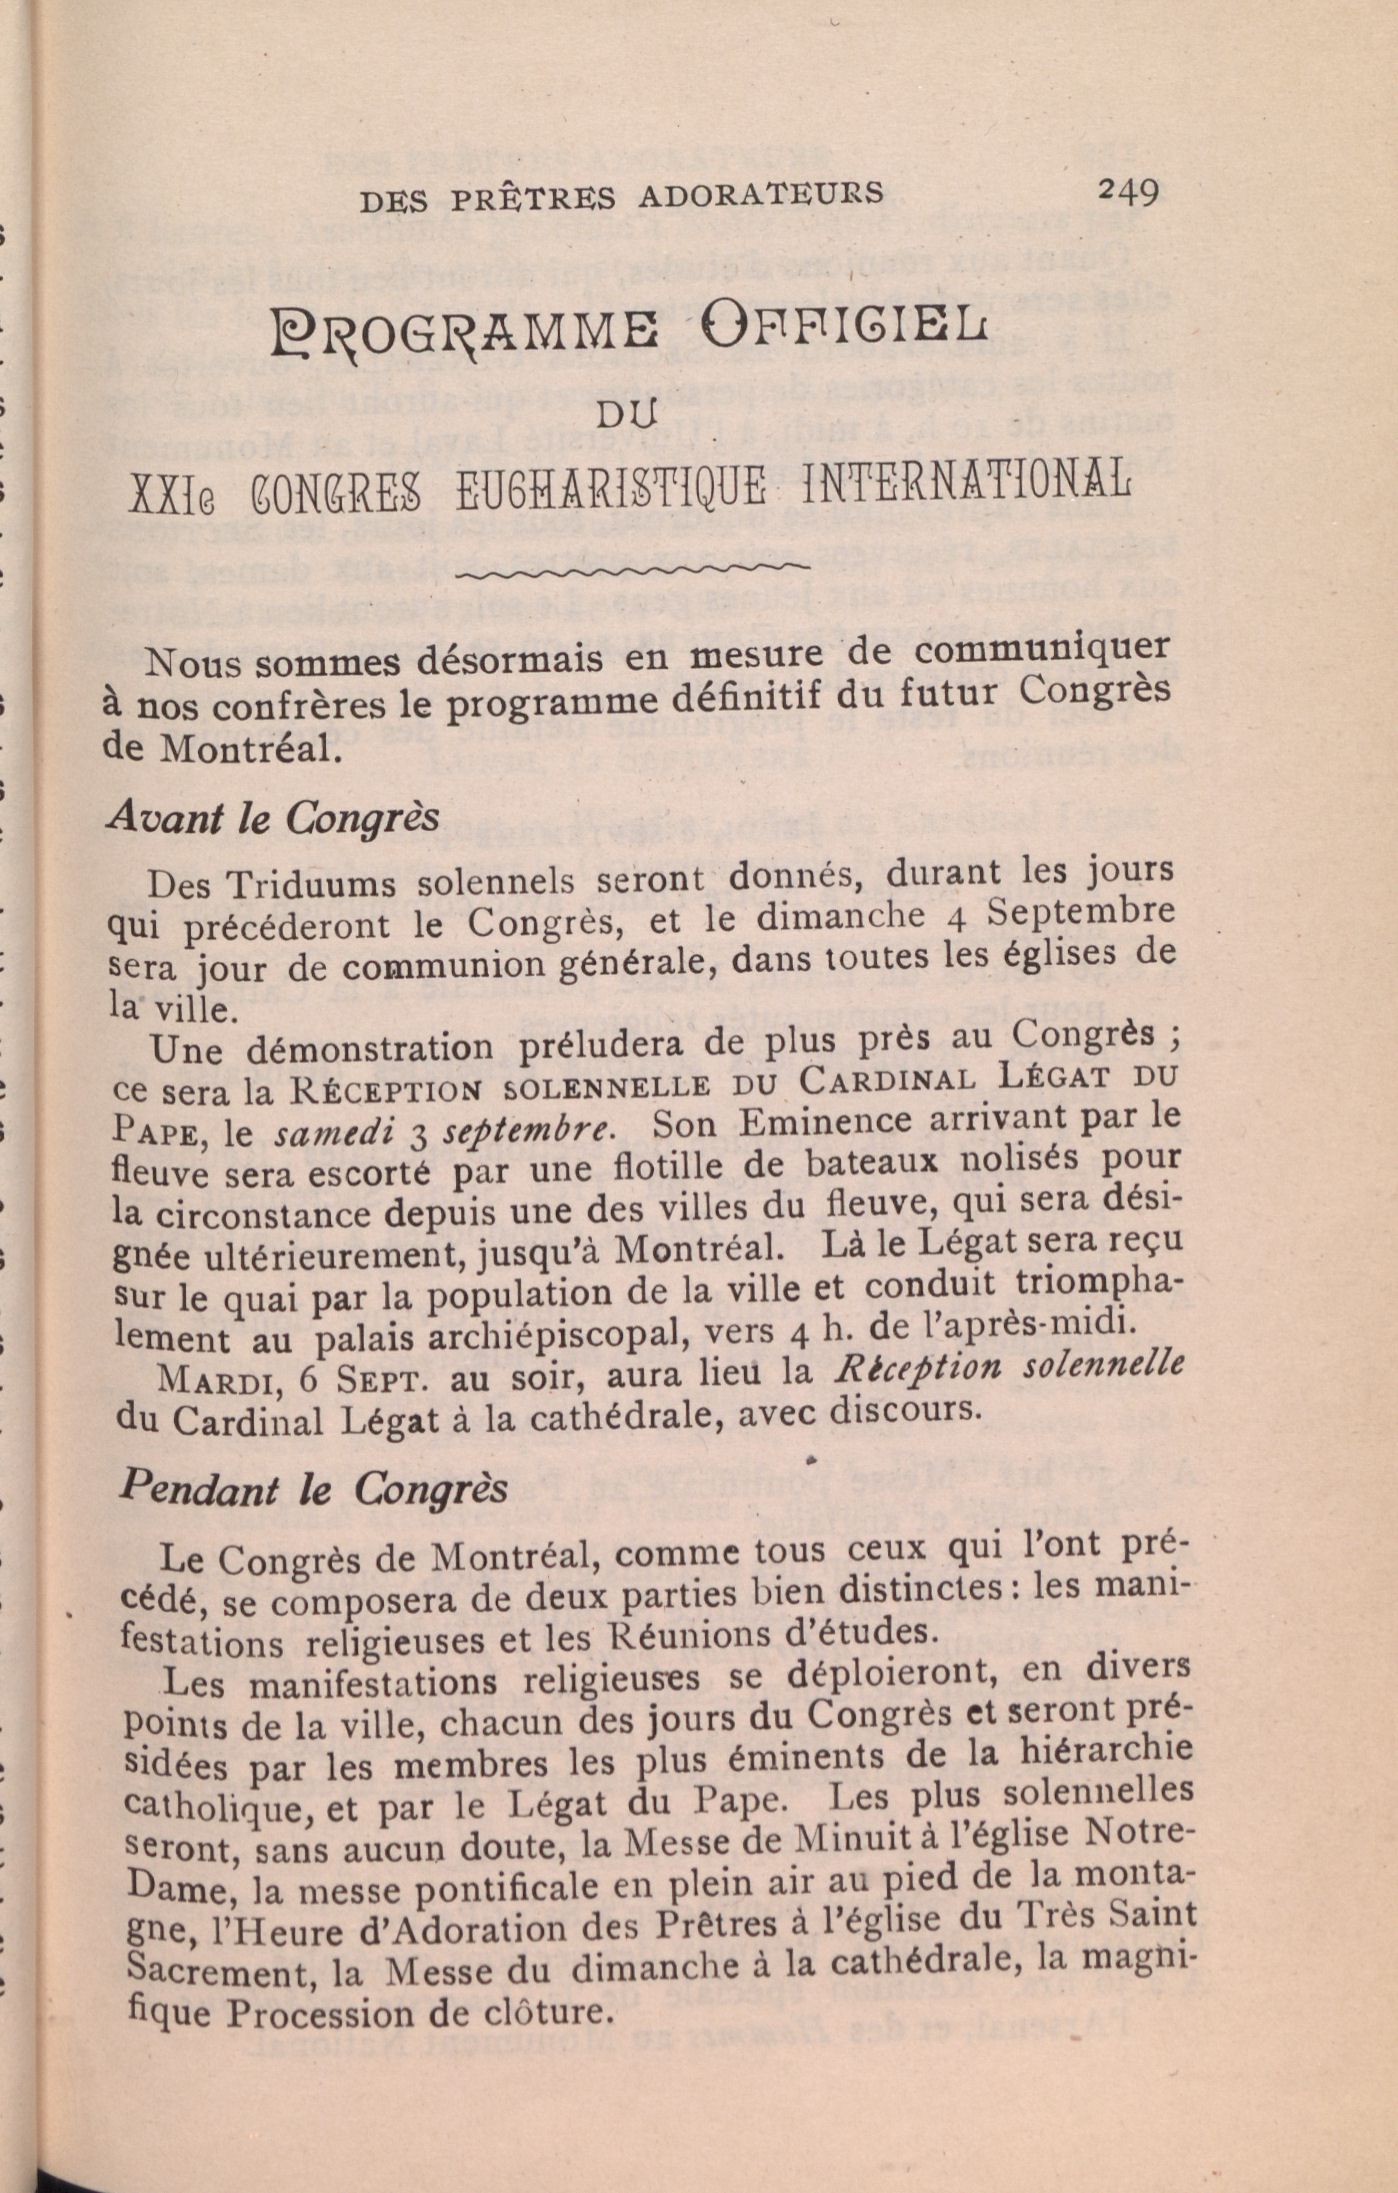 DES PRÊTRES ADORATEURS 249
PROGRAMME OFFICIEL
DU
XXIe CONGRES EUCHARISTIQUE INTERNATIONAL
Nous sommes désormais en mesure de communiquer
à nos confrères le programme définitif du futur Congrès
de Montréal.
Avant le Congrès
Des Triduums solennels seront donnés, durant les jours
qui précéderont le Congrès, et le dimanche 4 Septembre
sera jour de communion générale, dans toutes les églises de
la ville.
Une démonstration préludera de plus près au Congrès ;
ce sera la RÉCEPTION SOLENNELLE DU CARDINAL LÉGAT DU
PAPE, le samedi 3 septembre. Son Eminence arrivant par le
fleuve sera escorté par une flotille de bateaux nolisés pour
la circonstance depuis une des villes du fleuve, qui sera dési-
gnée ultérieurement, jusqu'à Montréal. Là le Légat sera reçu
sur le quai par la population de la ville et conduit triompha-
lement au palais archiépiscopal, vers 4 h. de l'après-midi.
MARDI, 6 SEPT. au soir, aura lieu la Réception solennelle
du Cardinal Légat à la cathédrale, avec discours.
Pendant le Congrès
Le Congrès de Montréal, comme tous ceux qui l'ont pré-
cédé, se composera de deux parties bien distinctes : les mani-
festations religieuses et les Réunions d'études.
Les manifestations religieuses se déploieront, en divers
points de la ville, chacun des jours du Congrès et seront pré-
sidées par les membres les plus éminents de la hiérarchie
catholique, et par le Légat du Pape. Les plus solennelles
seront, sans aucun doute, la Messe de Minuit à l'église Notre-
Dame, la messe pontificale en plein air au pied de la monta-
gne, l'Heure d'Adoration des Prêtres à l'église du Très Saint
Sacrement, la Messe du dimanche à la cathédrale, la magni-
fique Procession de clôture.